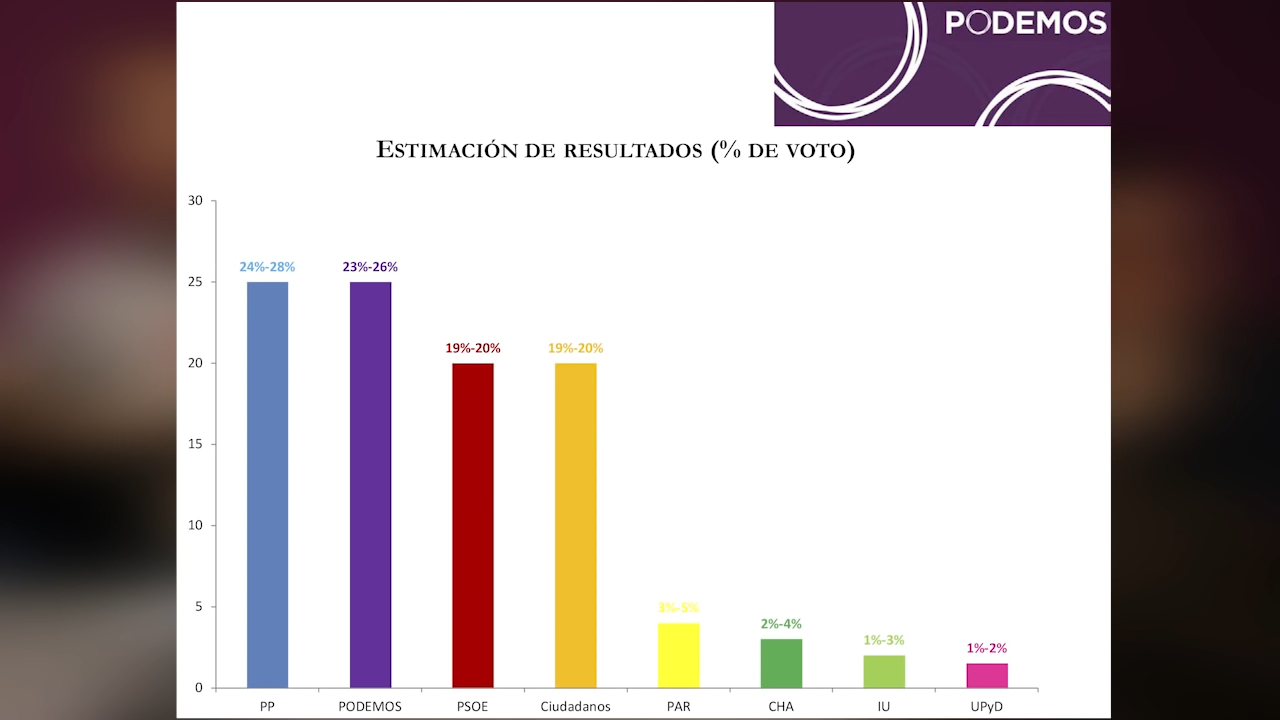 PODEMOS
ESTIMACIÓN DE RESULTADOS (% DE VOTO)
30
25
20
15
10
5
0
24%-28%
23%-26%
19%-20%
19%-20%
3%-5%
2%-4%
1%-3%
1%-2%
PP
PODEMOS
PSOE
Ciudadanos
PAR
CHA
IU
UPyD